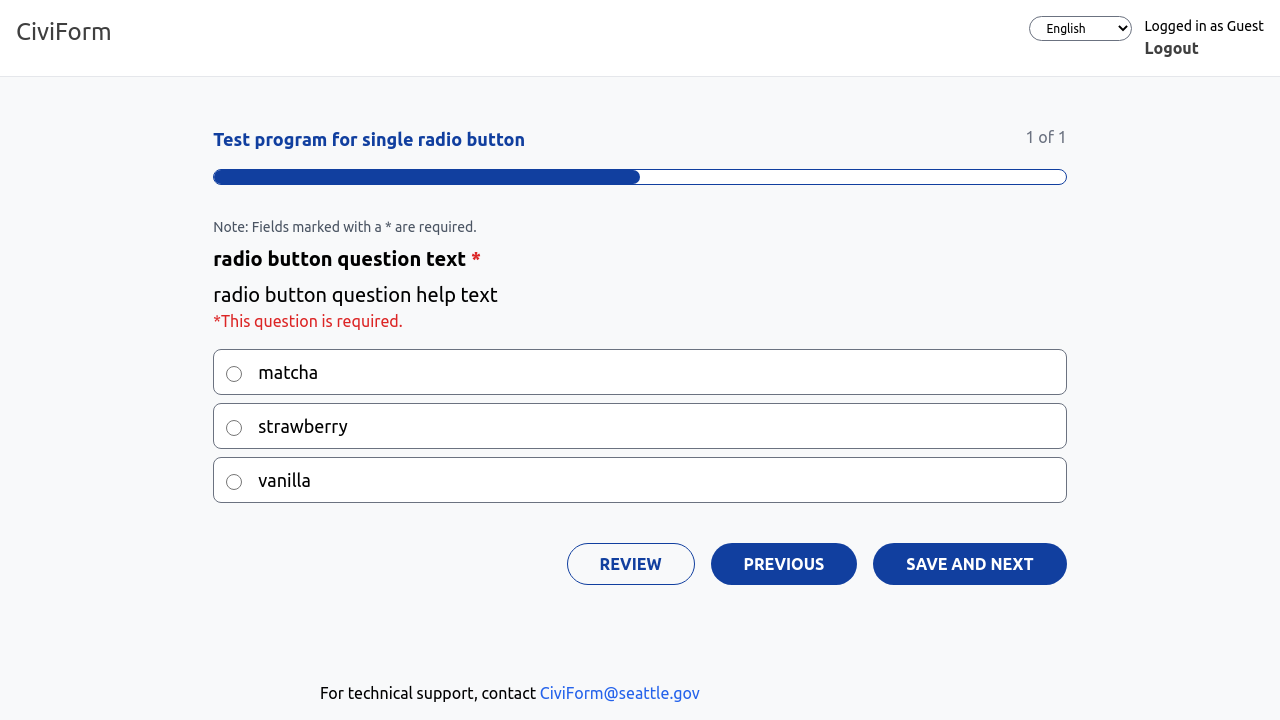 CiviForm
English
Logged in as Guest
Logout
Test program for single radio button
1 of 1
Note: Fields marked with a * are required.
radio button question text *
radio button question help text
*This question is required.
matcha
strawberry
vanilla
REVIEW
PREVIOUS
SAVE AND NEXT
For technical support, contact CiviForm@seattle.gov